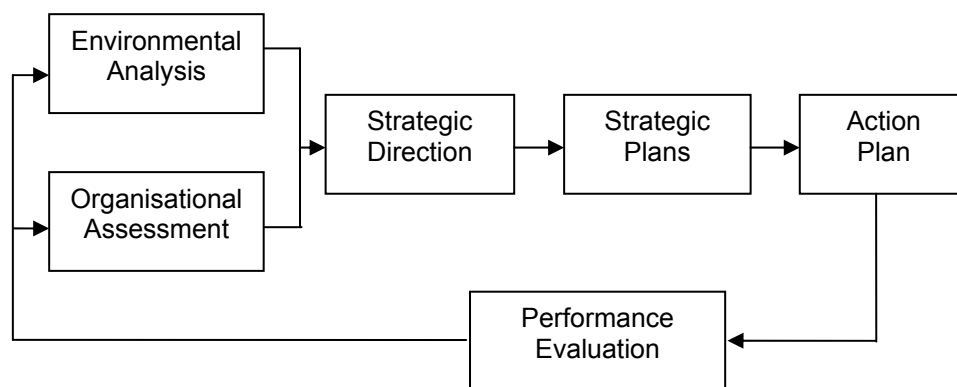 Environmental
Analysis
Organisational
Assessment
Strategic
Direction
Strategic
Plans
Action
Plan
Performance
Evaluation